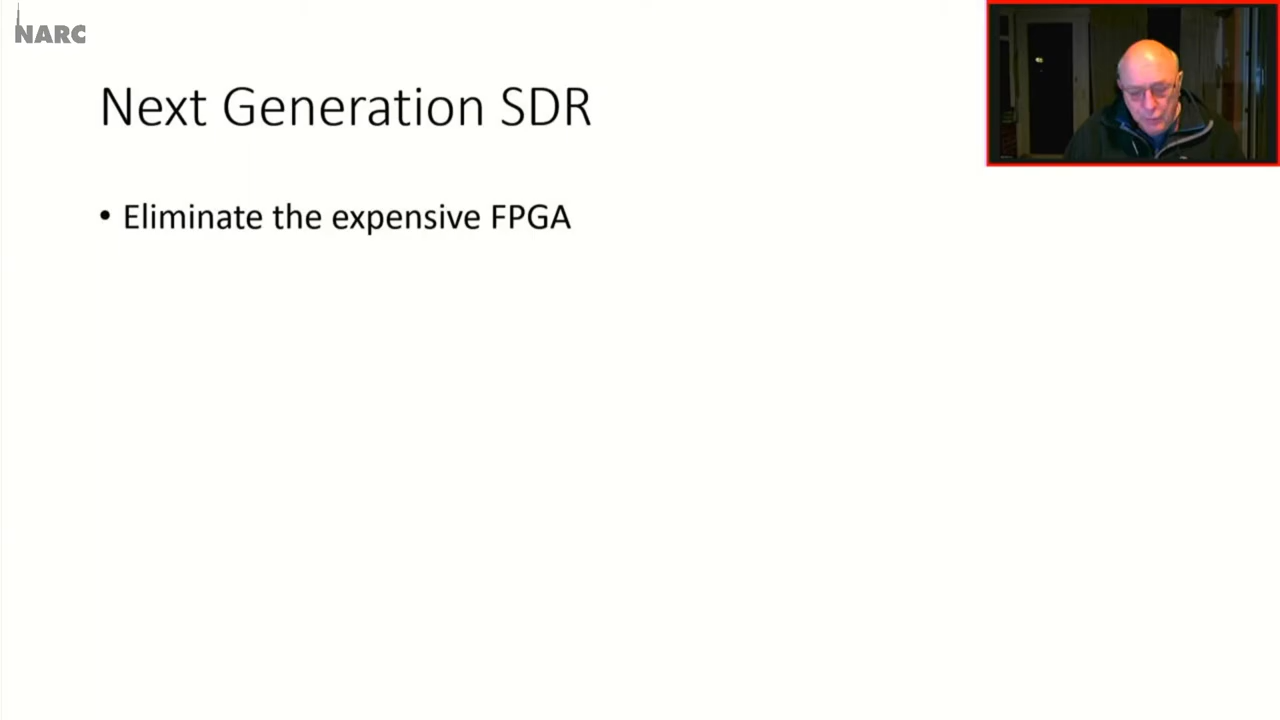 NARC
Next Generation SDR
• Eliminate the expensive FPGA